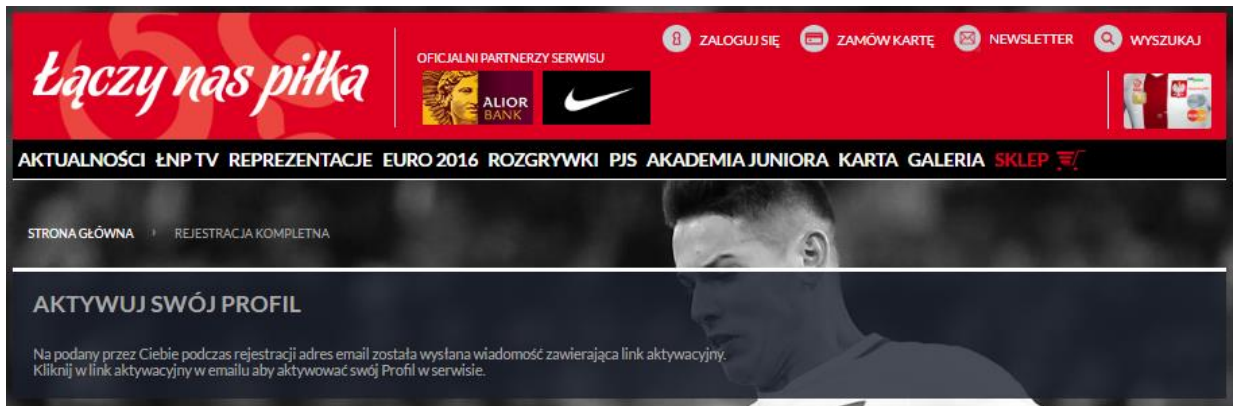 Łączy nas piłka
OFICJALNI PARTNERZY SERWISU
ALIOR
BANK
ZALOGUJ SIĘ ZAMÓW KARTĘ NEWSLETTER WYSZUKAJ
AKTUALNOŚCI ŁNP TV REPREZENTACJE EURO 2016 ROZGRYWKI PJS AKADEMIA JUNIORA KARTA GALERIA SKLEP
STRONA GŁÓWNA REJESTRACJA KOMPLETNA
AKTYWUJ SWÓJ PROFIL
Na podany przez Ciebie podczas rejestracji adres email została wysłana wiadomość zawierająca link aktywacyjny.
Kliknij w link aktywacyjny w emailu aby aktywować swój Profil w serwisie.